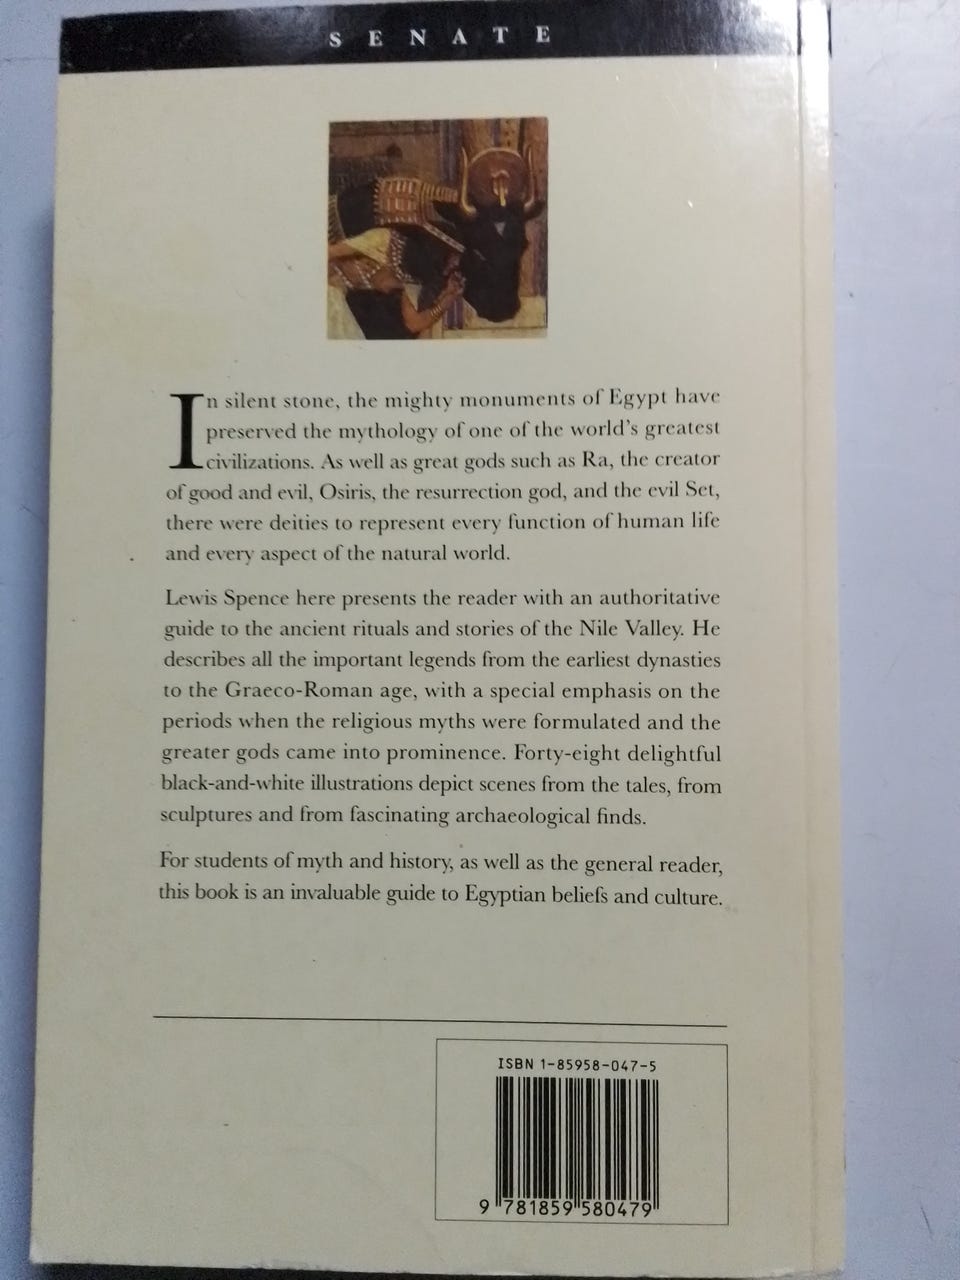 SENATE
In silent stone, the mighty monuments of Egypt have
preserved the mythology of one of the world's greatest
civilizations. As well as great gods such as Ra, the creator
of good and evil, Osiris, the resurrection god, and the evil Set,
there were deities to represent every function of human life
and every aspect of the natural world.
Lewis Spence here presents the reader with an authoritative
guide to the ancient rituals and stories of the Nile Valley. He
describes all the important legends from the earliest dynasties
to the Graeco-Roman age, with a special emphasis on the
periods when the religious myths were formulated and the
greater gods came into prominence. Forty-eight delightful
black-and-white illustrations depict scenes from the tales, from
sculptures and from fascinating archaeological finds.
For students of myth and history, as well as the general reader,
this book is an invaluable guide to Egyptian beliefs and culture.
ISBN 1-85958-047-5
9 781859 580479